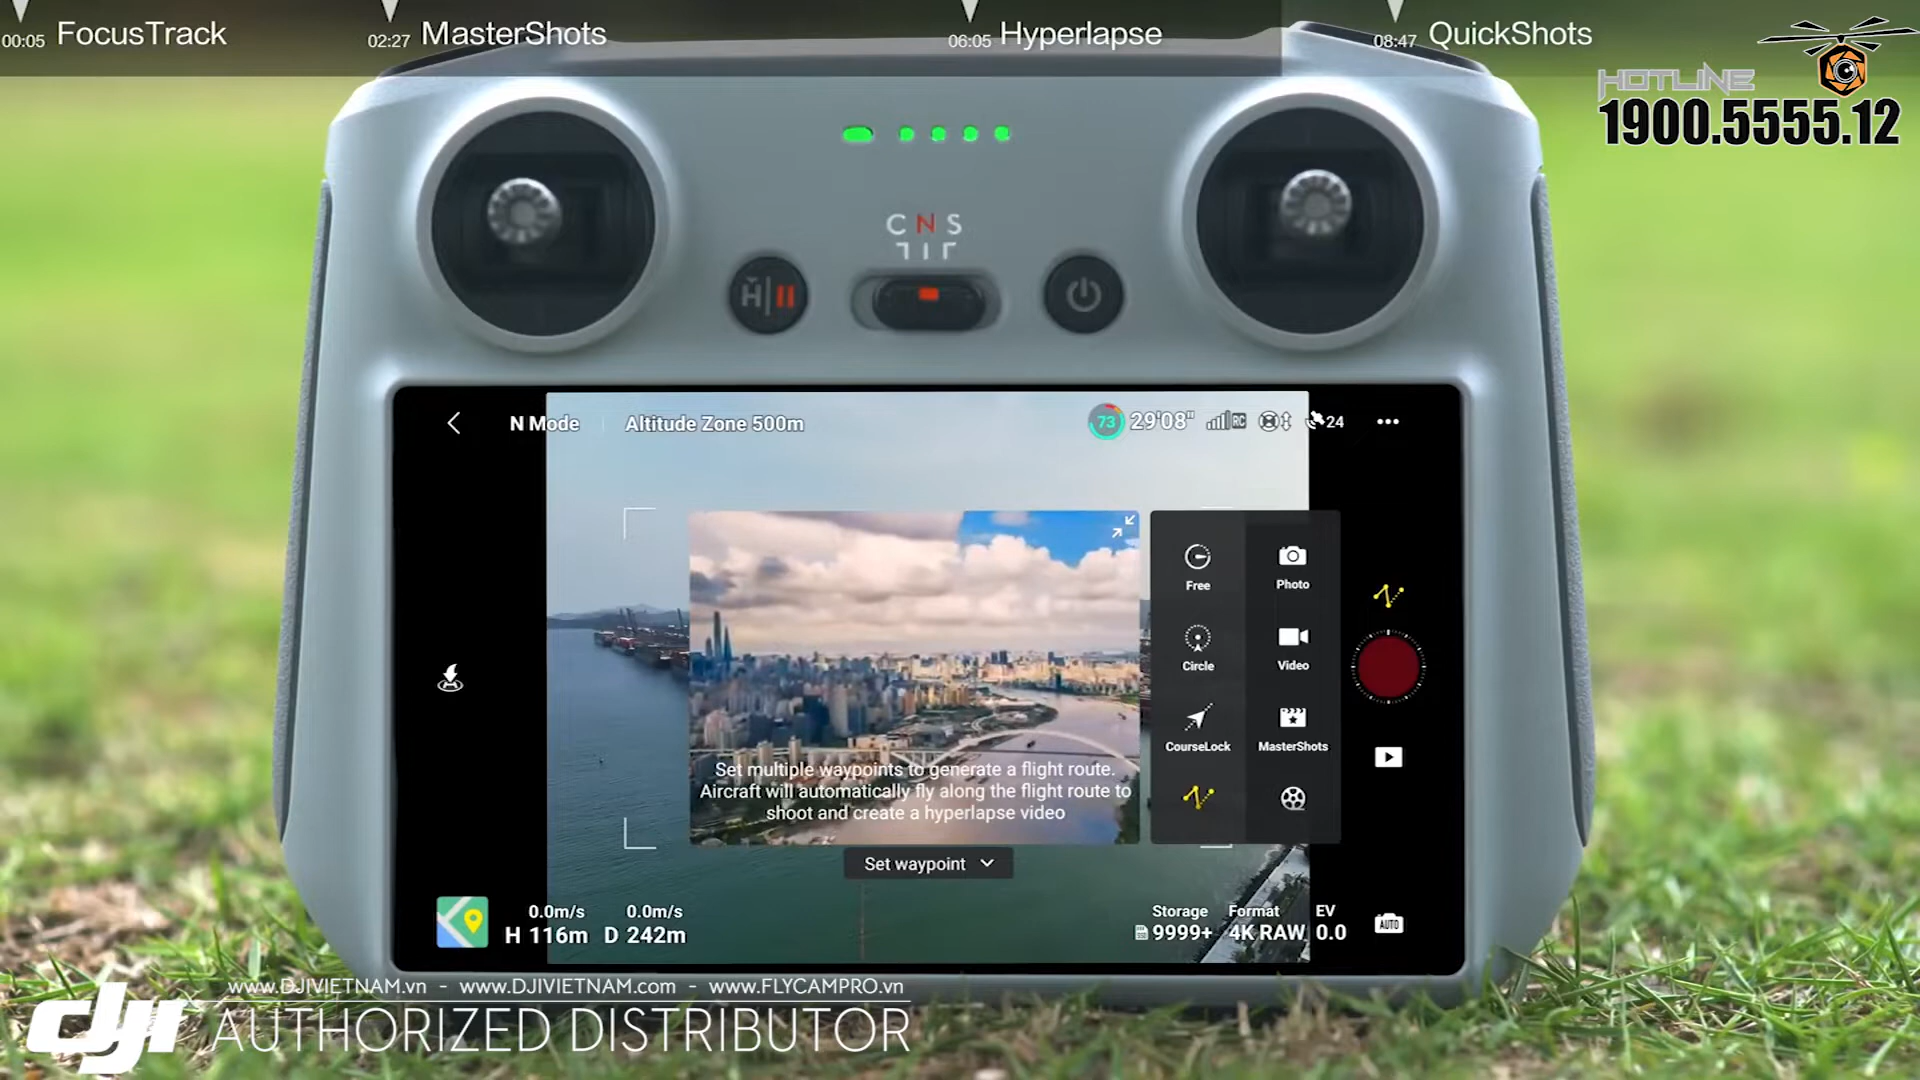 00:05 FocusTrack
02:27 MasterShots
06:05 Hyperlapse
08:47 QuickShots
HOTLINE
1900.5555.12
C N S
H
N Mode
Altitude Zone 500m
73
29'08"
RC
24
Free
Photo
Circle
Video
CourseLock
MasterShots
Set multiple waypoints to generate a flight route.
Aircraft will automatically fly along the flight route to
shoot and create a hyperlapse video
Set waypoint
0.0m/s 0.0m/s
H 116m D 242m
Storage Format EV
9999+ 4K RAW 0.0
AUTO
www.DJIVIETNAM.vn - www.DJIVIETNAM.com - www.FLYCAMPRO.vn
dji AUTHORIZED DISTRIBUTOR